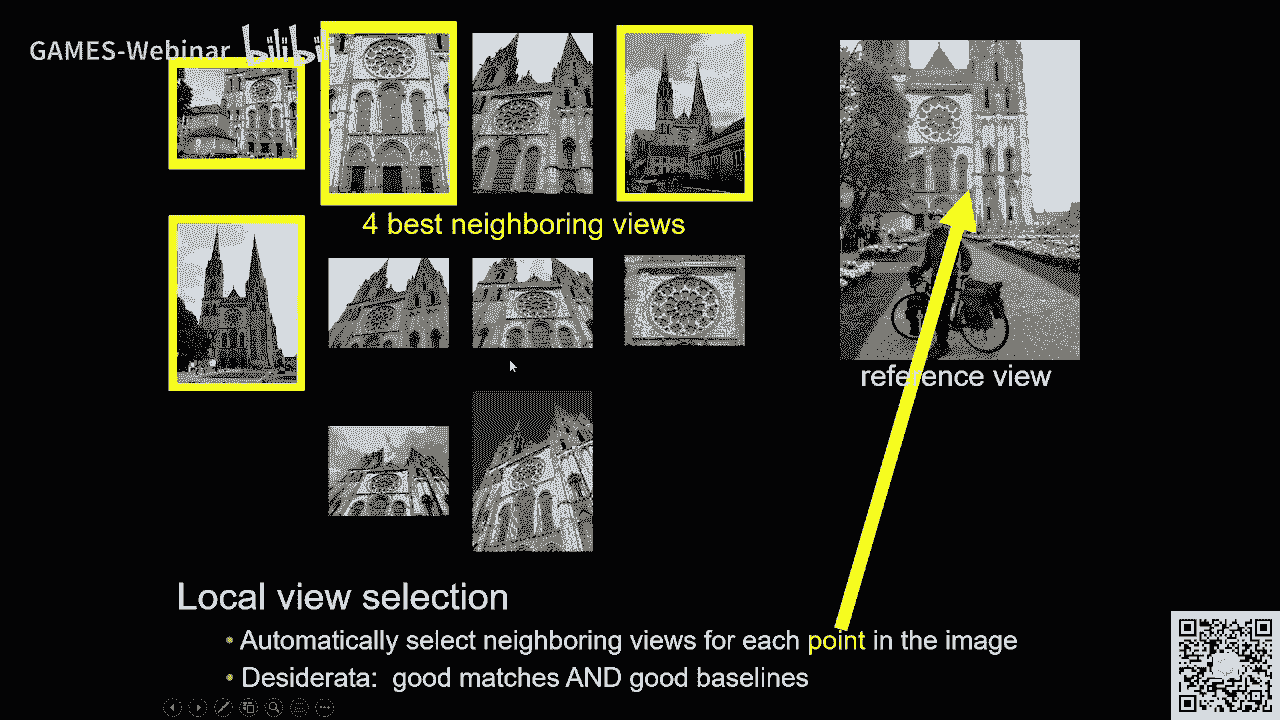 GAMES-Webinar bilibili
4 best neighboring views
reference view
Local view selection
• Automatically select neighboring views for each point in the image
• Desiderata: good matches AND good baselines